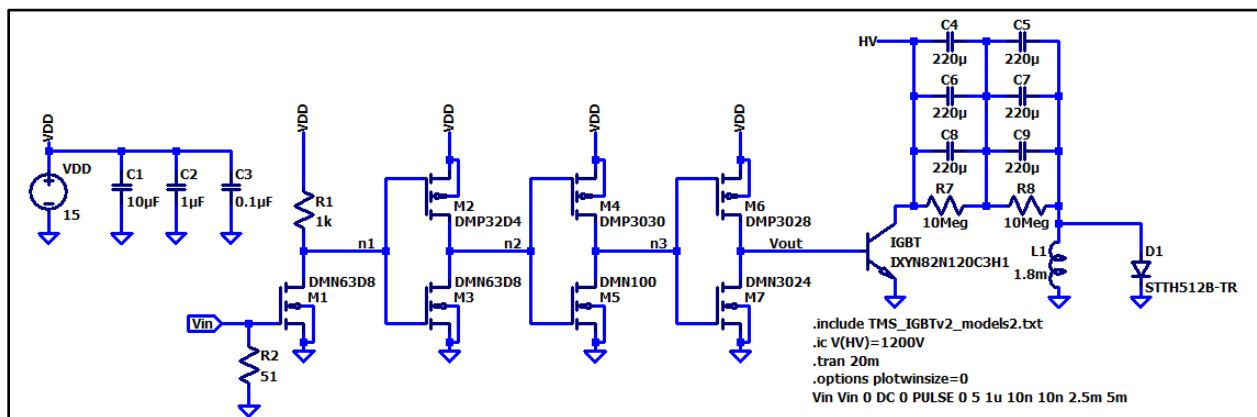 C4
C5
HV
220µ
220µ
C6
C7
220µ
220µ
C8
C9
220µ
220µ
R7
R8
10Meg
10Meg
VDD
VDD
VDD
VDD
VDD
VDD
15
C1
10µF
C2
1µF
C3
0.1µF
R1
1k
M2
DMP32D4
M4
DMP3030
M6
DMP3028
n1
n2
n3
Vout
IGBT
IXYN82N120C3H1
L1
1.8m
D1
STTH512B-TR
DMN63D8
M1
DMN63D8
M3
DMN100
M5
DMN3024
M7
Vin
R2
51
.include TMS_IGBTv2_models2.txt
.ic V(HV)=1200V
.tran 20m
.options plotwinsize=0
Vin Vin 0 DC 0 PULSE 0 5 1u 10n 10n 2.5m 5m